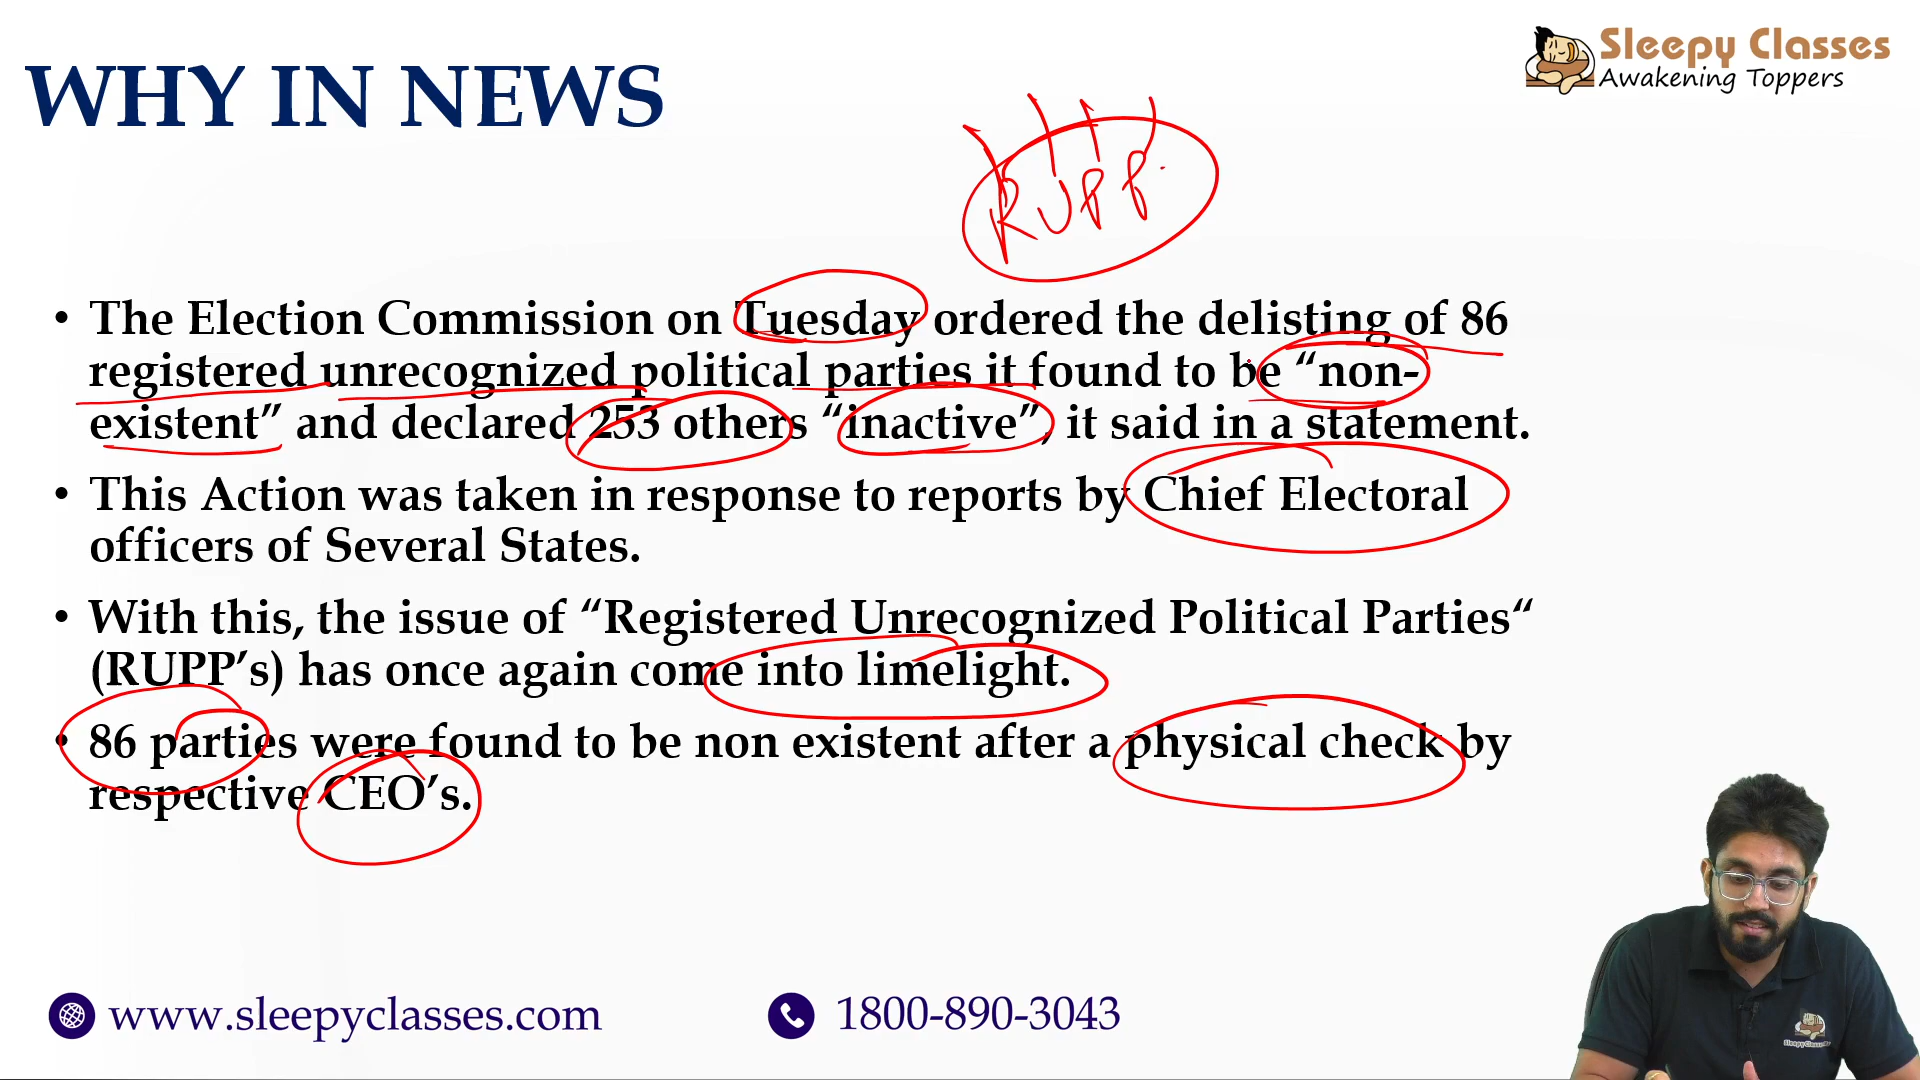 WHY IN NEWS
Sleepy Classes
Awakening Toppers
RUPP
• The Election Commission on Tuesday ordered the delisting of 86
registered unrecognized political parties it found to be “non-
existent” and declared 253 others “inactive”, it said in a statement.
• This Action was taken in response to reports by Chief Electoral
officers of Several States.
• With this, the issue of “Registered Unrecognized Political Parties“
(RUPP’s) has once again come into limelight.
• 86 parties were found to be non existent after a physical check by
respective CEO’s.
www.sleepyclasses.com
1800-890-3043